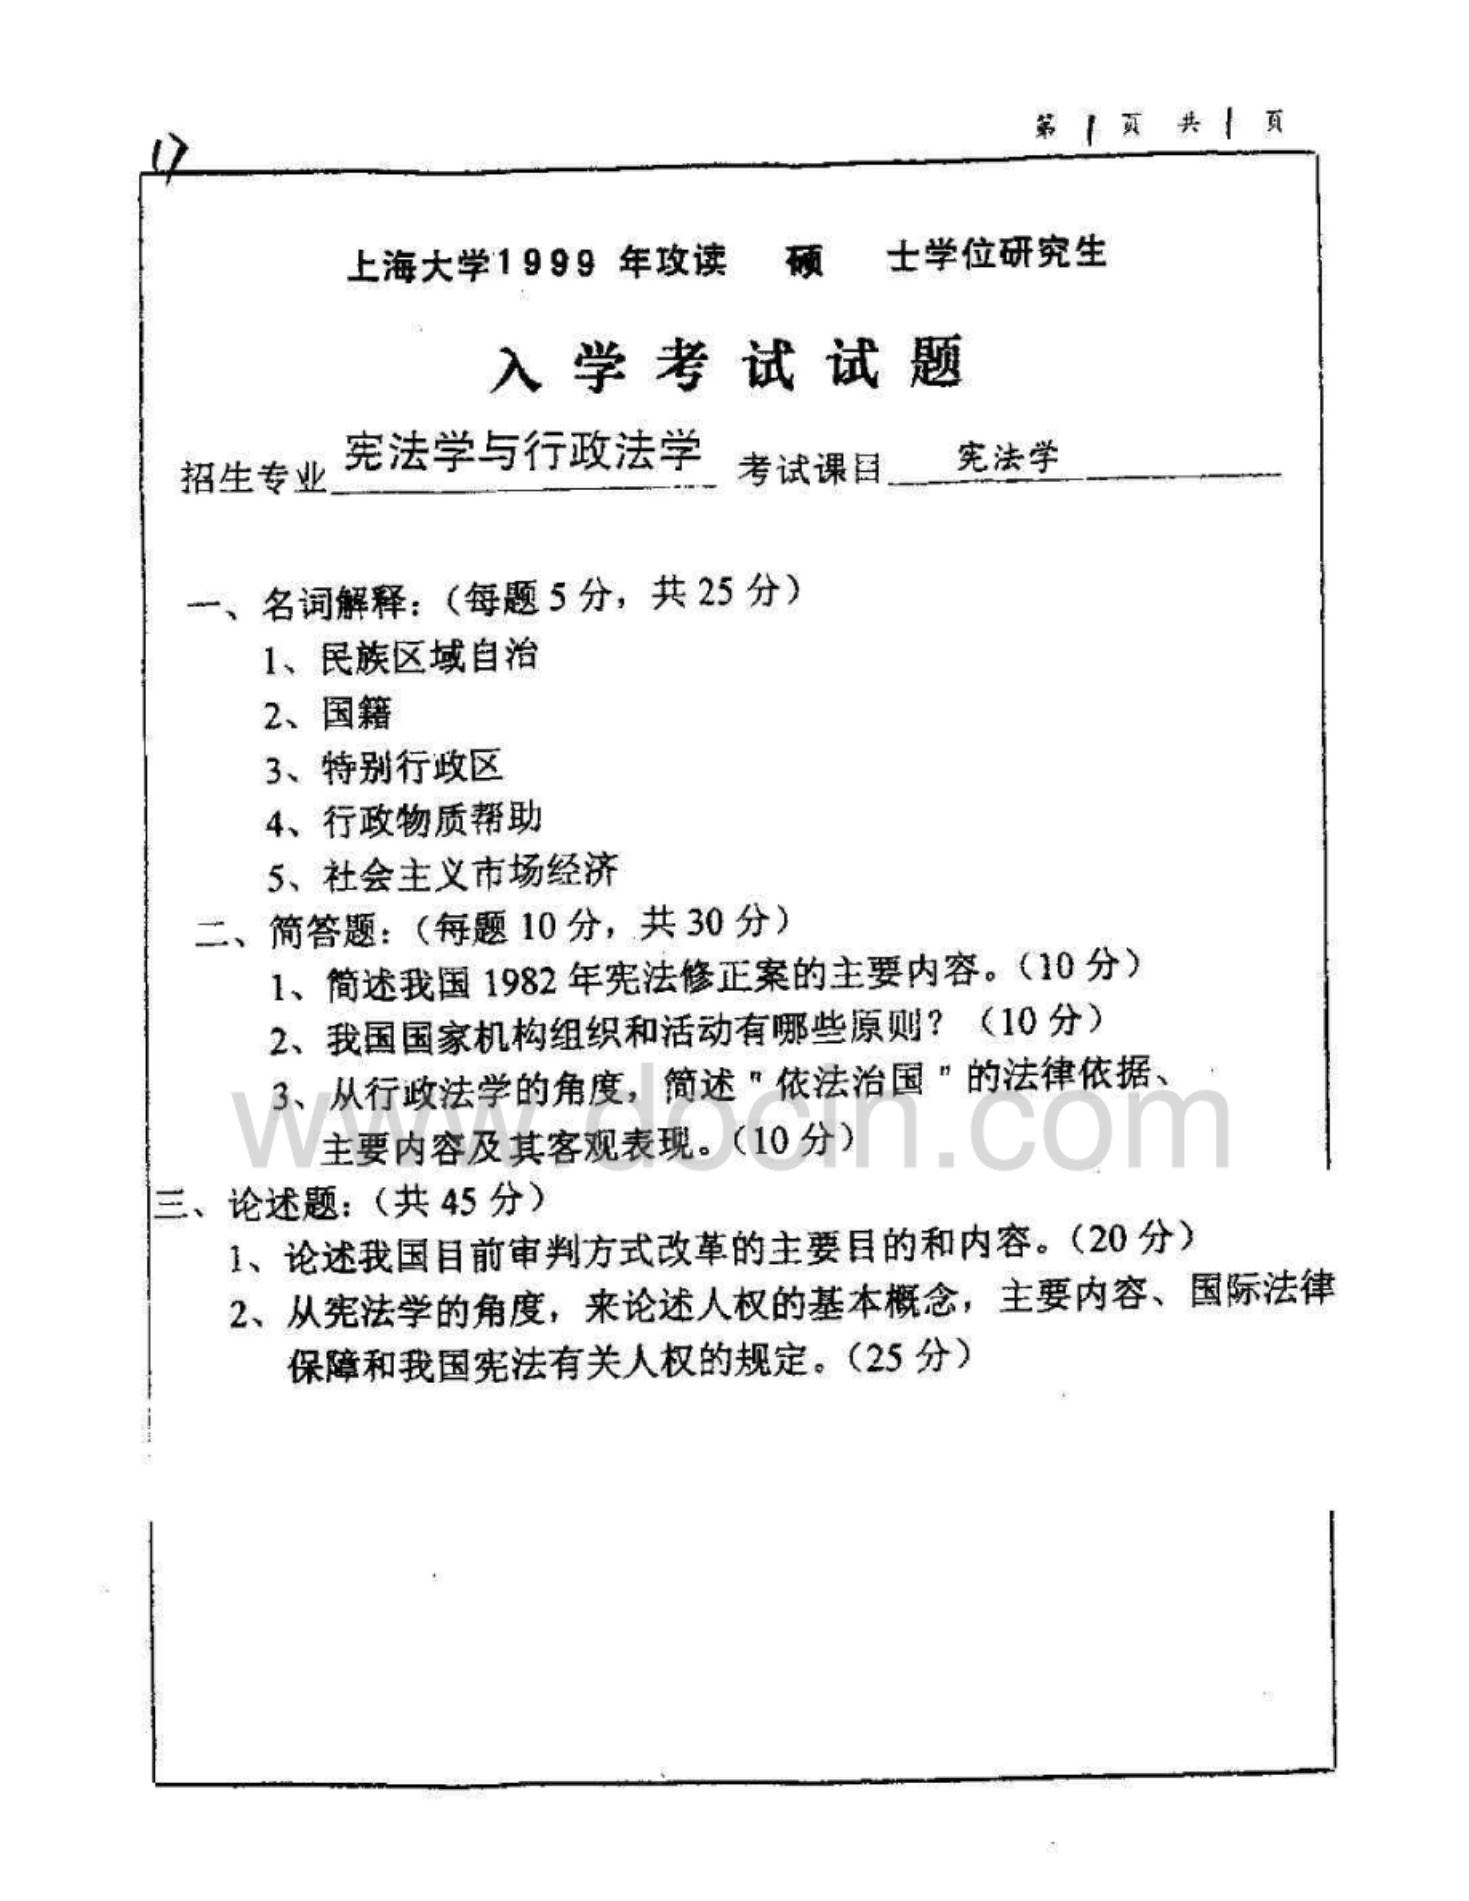 第1页共1页
17
上海大学1999 年攻读 硕 士学位研究生
入学考试试题
招生专业 宪法学与行政法学 考试课目 宪法学
一、名词解释：（每题 5 分，共 25 分）
1、民族区域自治
2、国籍
3、特别行政区
4、行政物质帮助
5、社会主义市场经济
二、简答题：（每题 10 分，共 30 分）
1、简述我国 1982 年宪法修正案的主要内容。（10 分）
2、我国国家机构组织和活动有哪些原则？（10 分）
3、从行政法学的角度，简述"依法治国"的法律依据、
主要内容及其客观表现。（10 分）
www.docin.com
三、论述题：（共 45 分）
1、论述我国目前审判方式改革的主要目的和内容。（20 分）
2、从宪法学的角度，来论述人权的基本概念，主要内容、国际法律
保障和我国宪法有关人权的规定。（25 分）